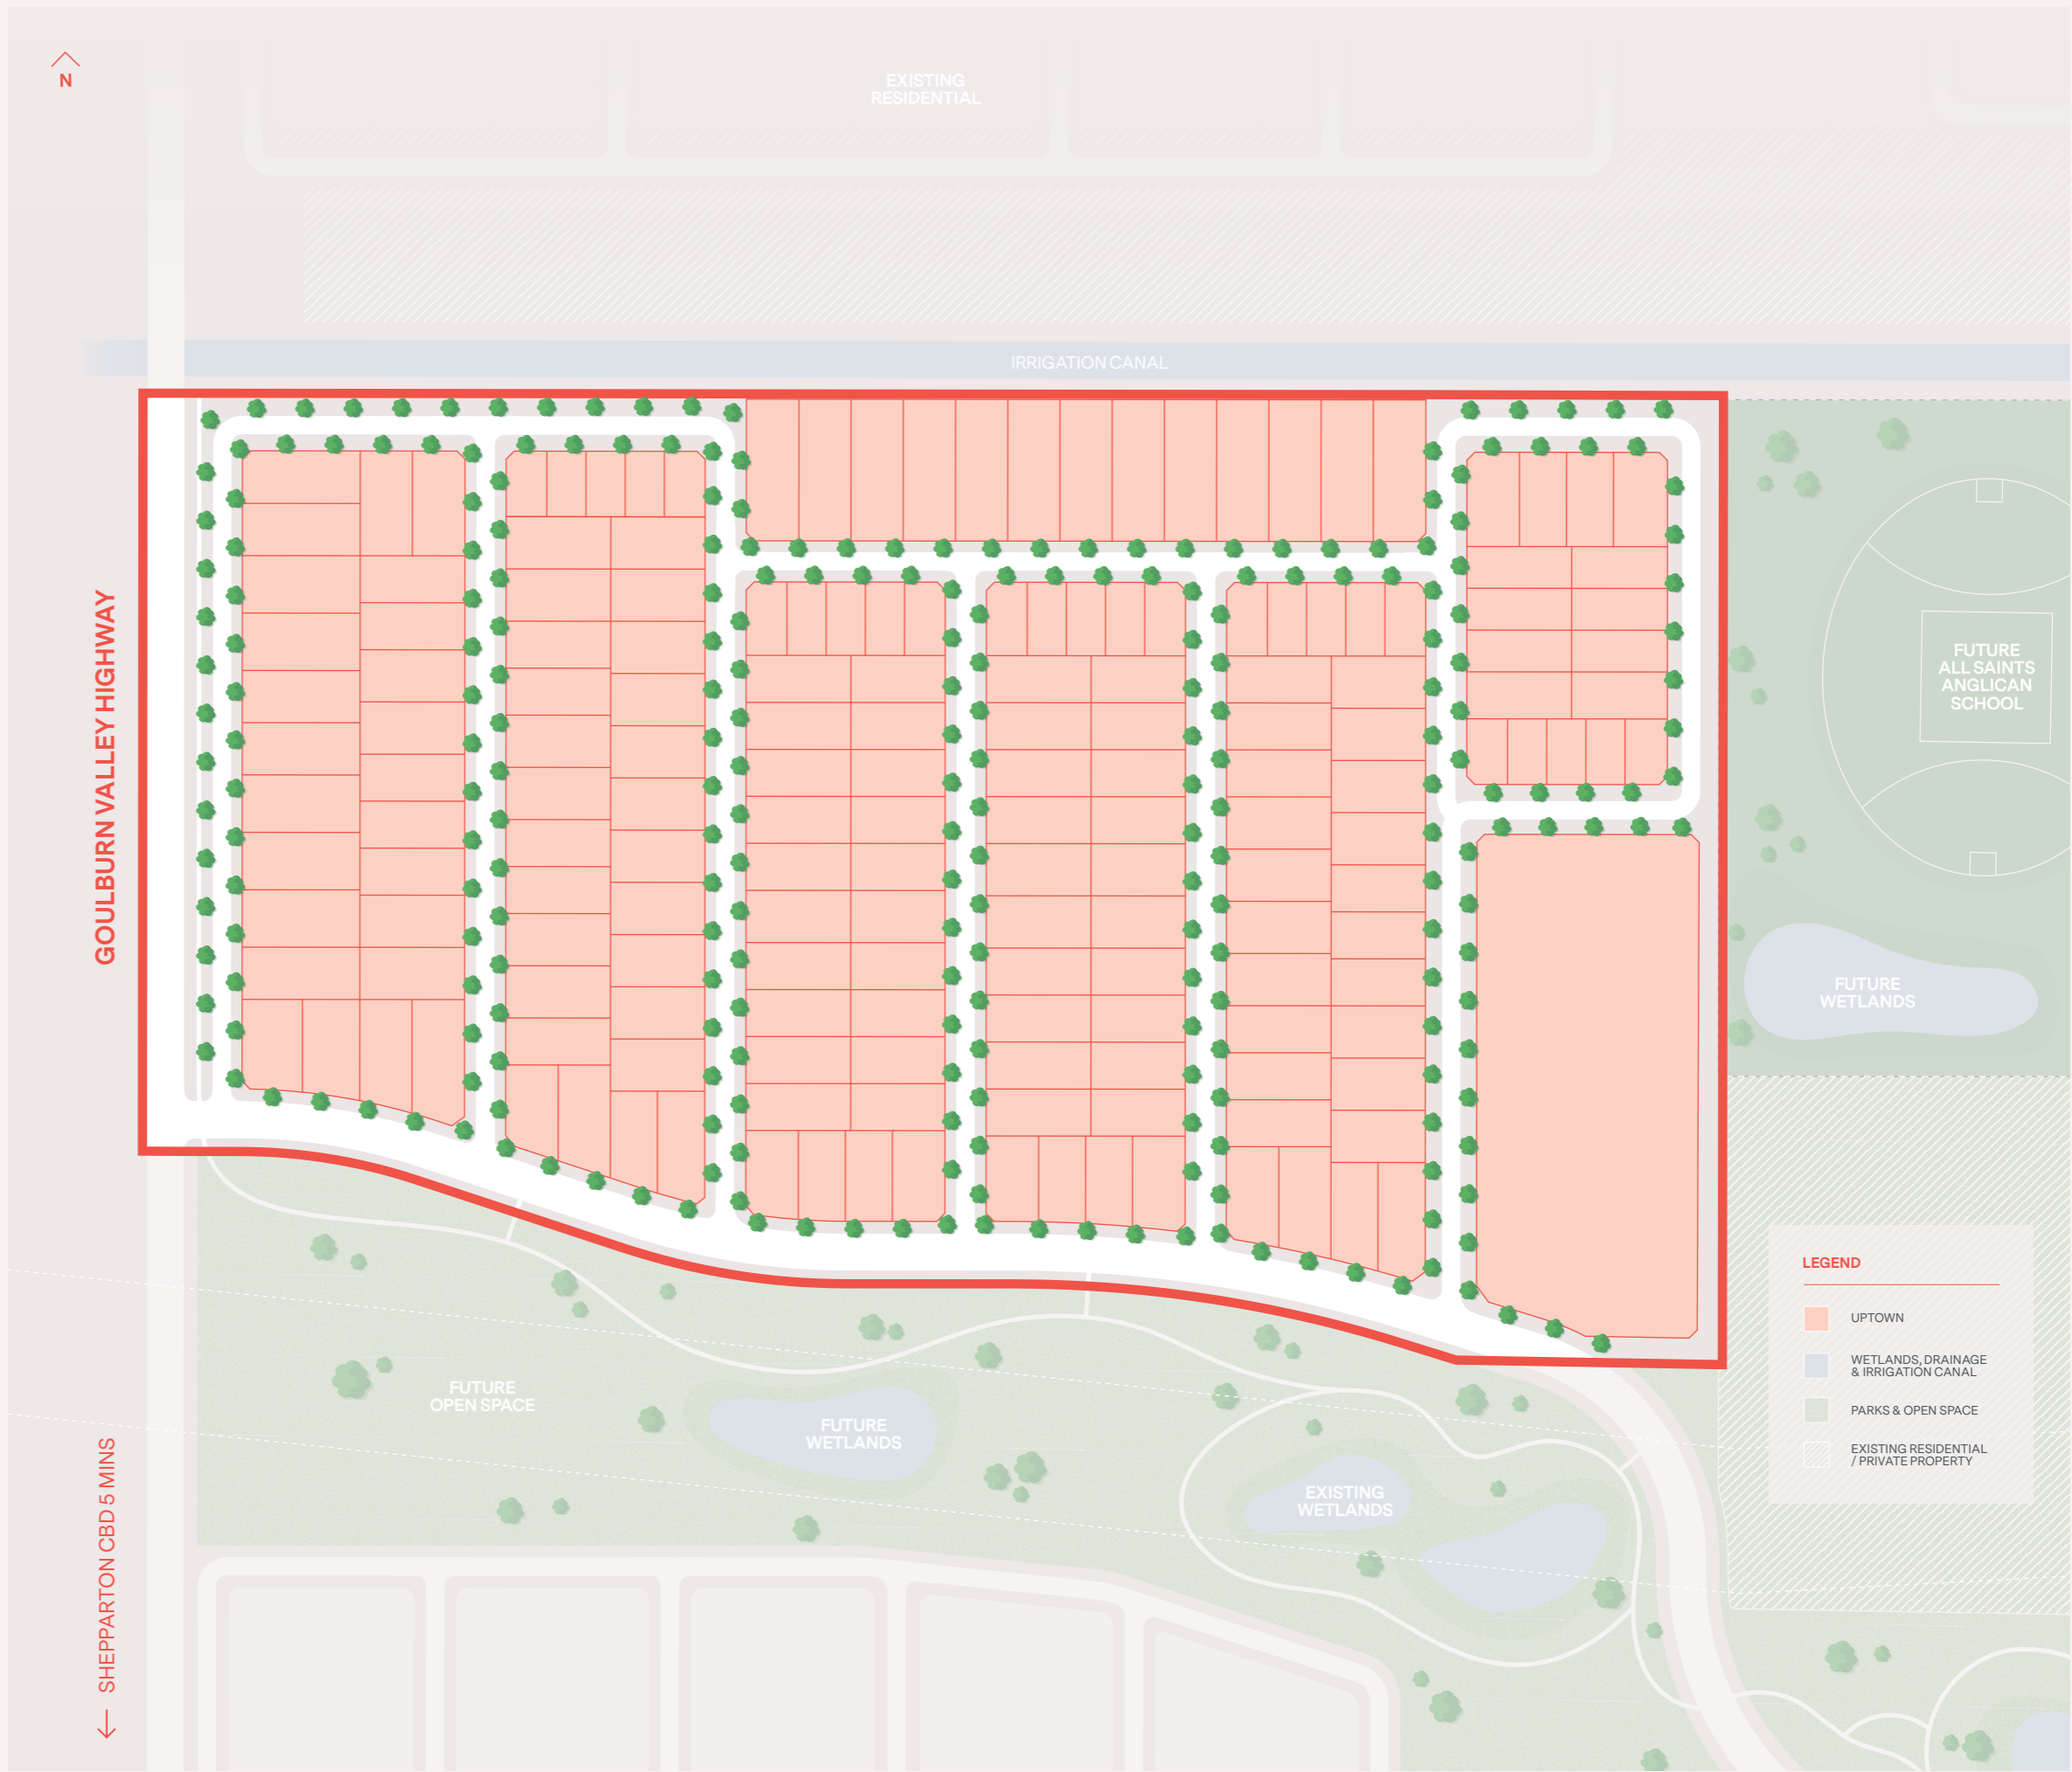 N
EXISTING
RESIDENTIAL
IRRIGATION CANAL
GOULBURN VALLEY HIGHWAY
FUTURE
ALL SAINTS
ANGLICAN
SCHOOL
FUTURE
WETLANDS
LEGEND
UPTOWN
WETLANDS, DRAINAGE
& IRRIGATION CANAL
PARKS & OPEN SPACE
EXISTING RESIDENTIAL
/ PRIVATE PROPERTY
FUTURE
OPEN SPACE
FUTURE
WETLANDS
EXISTING
WETLANDS
SHEPPARTON CBD 5 MINS